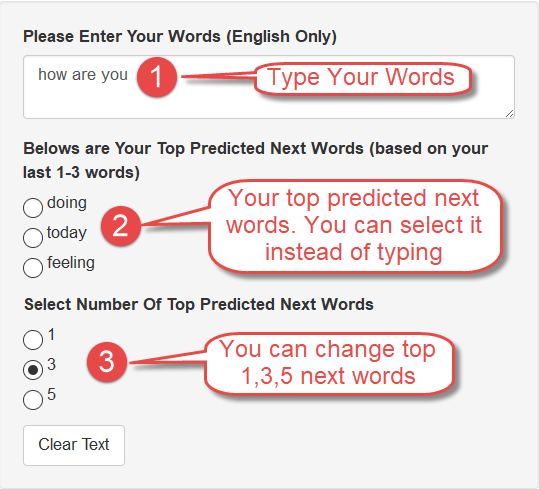 Please Enter Your Words (English Only)
how are you
1
Type Your Words
Belows are Your Top Predicted Next Words (based on your
last 1-3 words)
doing
today
feeling
2
Your top predicted next
words. You can select it
instead of typing
Select Number Of Top Predicted Next Words
1
3
5
3
You can change top
1,3,5 next words
Clear Text